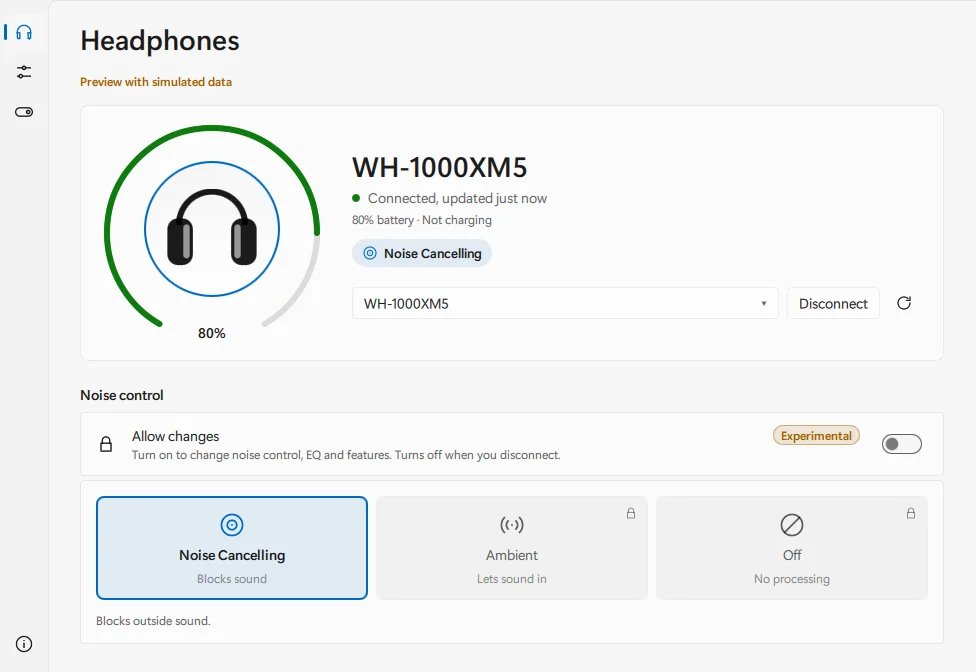 Headphones
Preview with simulated data
WH-1000XM5
Connected, updated just now
80% battery · Not charging
Noise Cancelling
WH-1000XM5
Disconnect
80%
Noise control
Allow changes
Turn on to change noise control, EQ and features. Turns off when you disconnect.
Experimental
Noise Cancelling
Blocks sound
Ambient
Lets sound in
Off
No processing
Blocks outside sound.